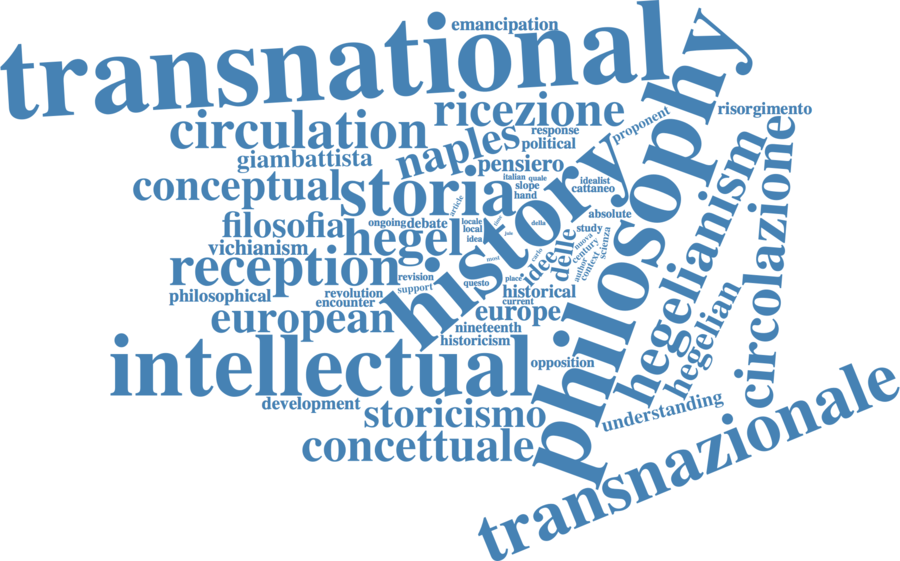 transnational
emancipation
philosophy
ricezione
risorgimento
circulation
proponent
naples
response
political
giambattista
pensiero
history
conceptual
storia
italian
quale
slope
hand
idealist
cattaneo
article
hegelianism
circolazione
filosofia
ongoing
debate
locale
local
idea
della
absolute
hegel
study
vichianism
nuova
century
scienza
delle
idee
carlo
author
context
reception
revision
most
place
questo
support
philosophical
revolution
encounter
historical
current
european
europe
hegelian
nineteenth
historicism
intellectual
opposition
development
storicismo
understanding
concettuale
transnazionale